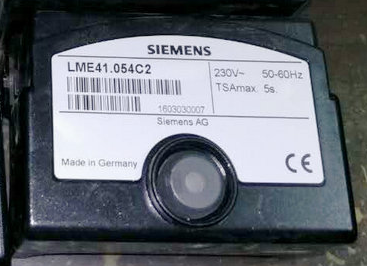 SIEMENS
LME41.054C2
230V~ 50-60Hz
TSAmax. 5s.
1603030007
Siemens AG
Made in Germany
CE